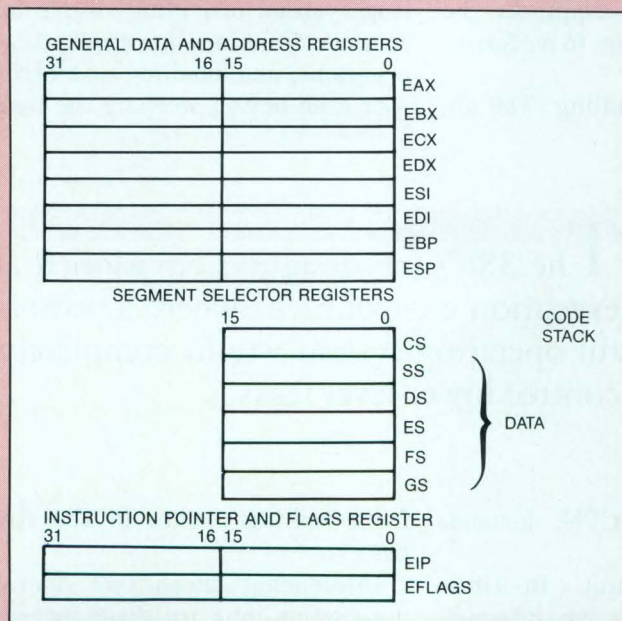 GENERAL DATA AND ADDRESS REGISTERS
31 16 15 0
EAX
EBX
ECX
EDX
ESI
EDI
EBP
ESP
SEGMENT SELECTOR REGISTERS
15 0
CS CODE
SS STACK
DS
ES DATA
FS
GS
INSTRUCTION POINTER AND FLAGS REGISTER
31 16 15 0
EIP
EFLAGS